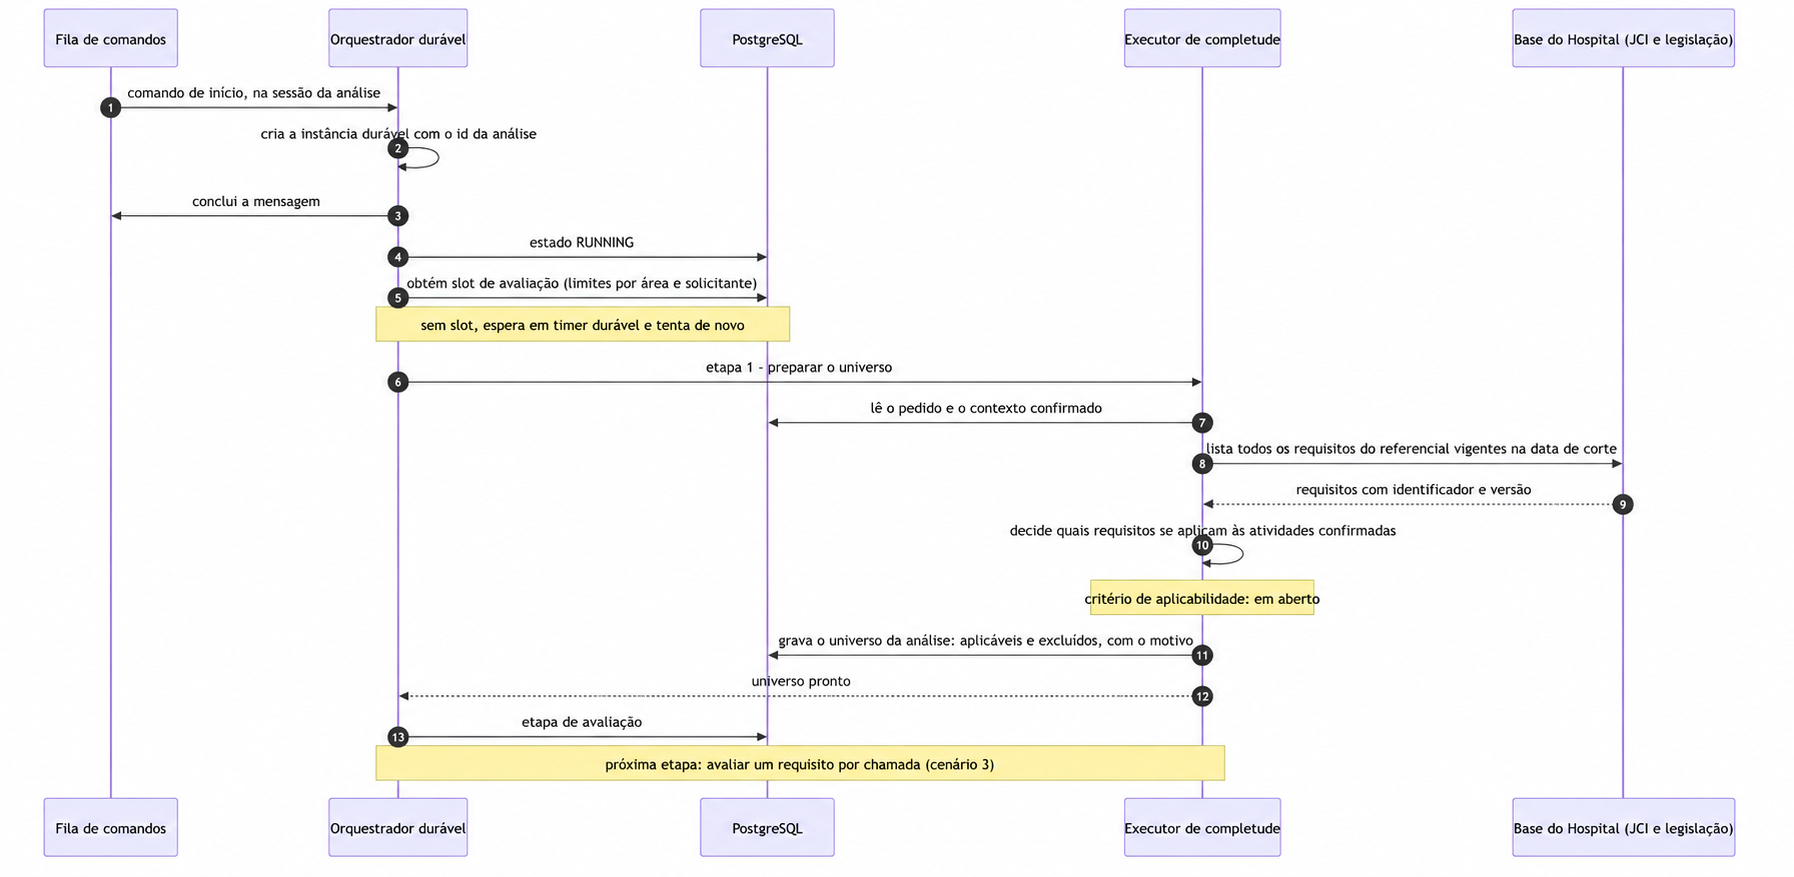 Fila de comandos
Orquestrador durável
PostgreSQL
Executor de completude
Base do Hospital (JCI e legislação)
comando de início, na sessão da análise
1
cria a instância durável com o id da análise
2
conclui a mensagem
3
estado RUNNING
4
obtém slot de avaliação (limites por área e solicitante)
5
sem slot, espera em timer durável e tenta de novo
etapa 1 - preparar o universo
6
lê o pedido e o contexto confirmado
7
lista todos os requisitos do referencial vigentes na data de corte
8
requisitos com identificador e versão
9
decide quais requisitos se aplicam às atividades confirmadas
10
critério de aplicabilidade: em aberto
grava o universo da análise: aplicáveis e excluídos, com o motivo
11
universo pronto
12
etapa de avaliação
13
próxima etapa: avaliar um requisito por chamada (cenário 3)
Fila de comandos
Orquestrador durável
PostgreSQL
Executor de completude
Base do Hospital (JCI e legislação)